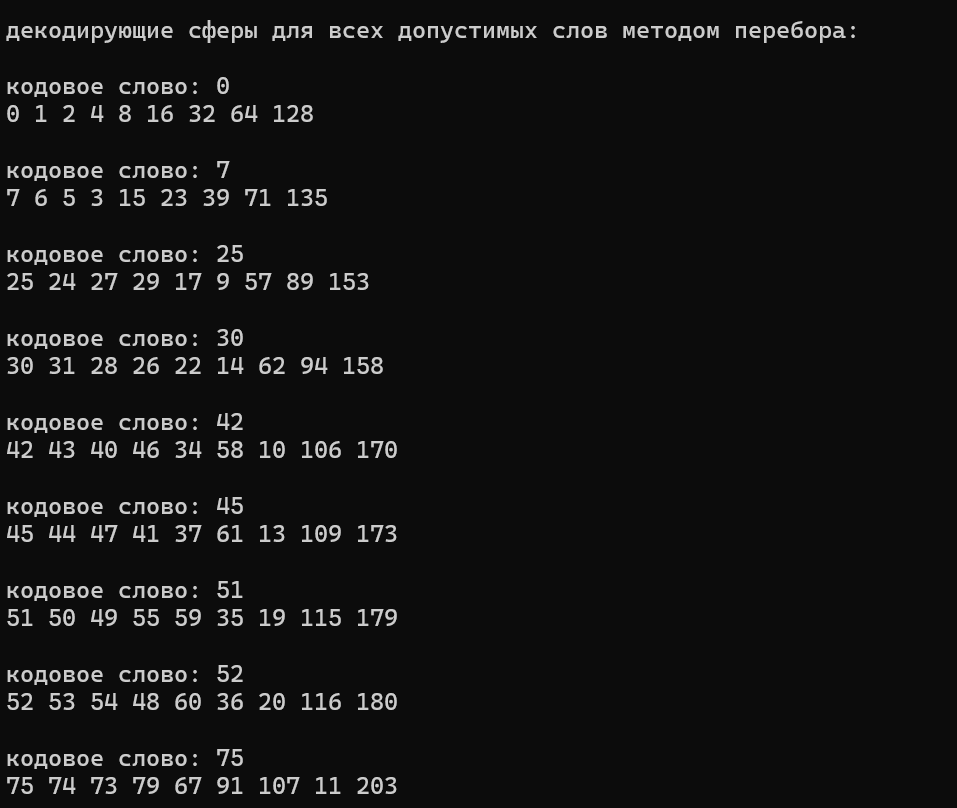 декодирующие сферы для всех допустимых слов методом перебора:
кодовое слово: 0
0 1 2 4 8 16 32 64 128
кодовое слово: 7
7 6 5 3 15 23 39 71 135
кодовое слово: 25
25 24 27 29 17 9 57 89 153
кодовое слово: 30
30 31 28 26 22 14 62 94 158
кодовое слово: 42
42 43 40 46 34 58 10 106 170
кодовое слово: 45
45 44 47 41 37 61 13 109 173
кодовое слово: 51
51 50 49 55 59 35 19 115 179
кодовое слово: 52
52 53 54 48 60 36 20 116 180
кодовое слово: 75
75 74 73 79 67 91 107 11 203